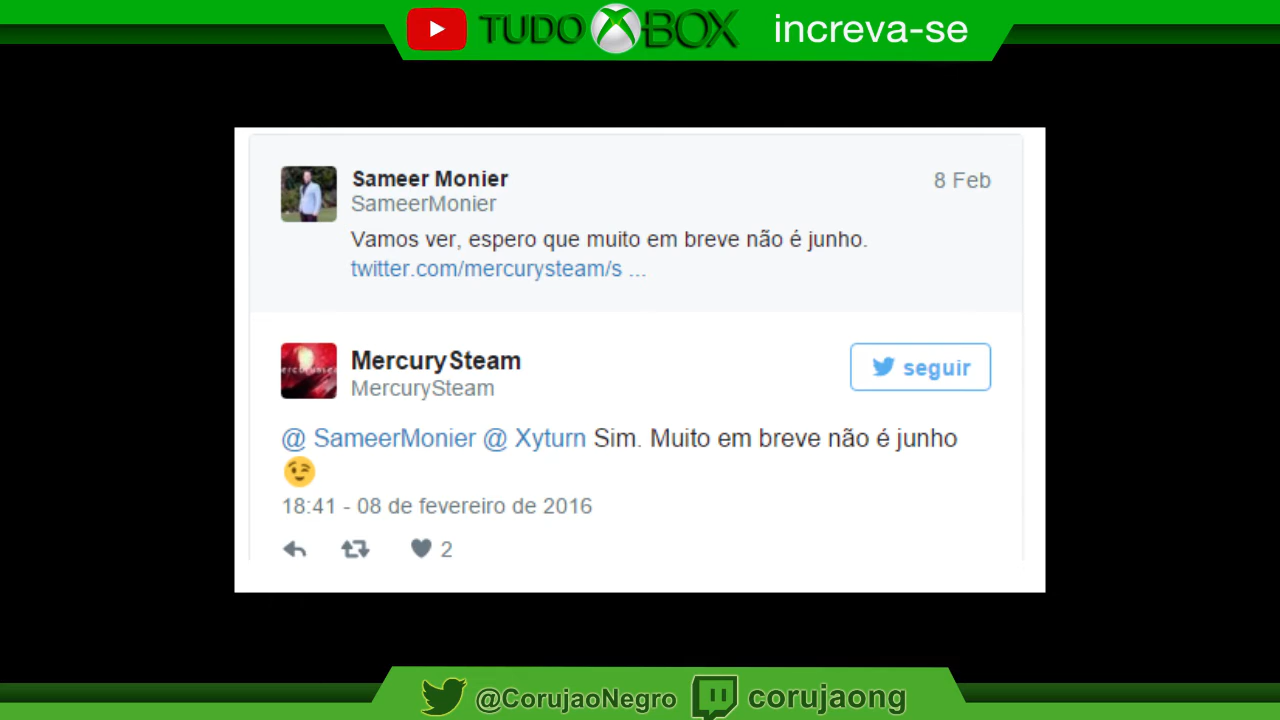 TUDO XBOX increva-se
Sameer Monier
8 Feb
SameerMonier
Vamos ver, espero que muito em breve não é junho.
twitter.com/mercurysteam/s ...
MercurySteam
seguir
MercurySteam
@ SameerMonier @ Xyturn Sim. Muito em breve não é junho
😉
18:41 - 08 de fevereiro de 2016
2
@CorujaoNegro corujaong